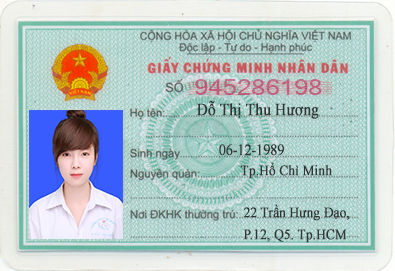 CỘNG HÒA XÃ HỘI CHỦ NGHĨA VIỆT NAM
Độc lập - Tự do - Hạnh phúc
GIẤY CHỨNG MINH NHÂN DÂN
SỐ 945286198
Họ tên: Đỗ Thị Thu Hương
Sinh ngày 06-12-1989
Nguyên quán: Tp.Hồ Chí Minh
Nơi ĐKHK thường trú: 22 Trần Hưng Đạo,
P.12, Q5. Tp.HCM